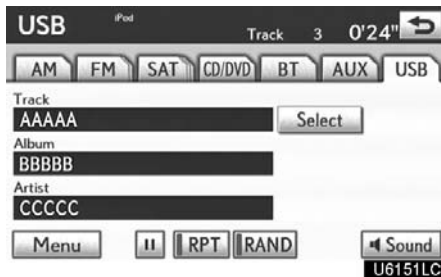 USB iPod Track 3 0'24"
AM FM SAT CD/DVD BT AUX USB
Track
AAAAA Select
Album
BBBBB
Artist
CCCCC
Menu II RPT RAND Sound
U6151LC